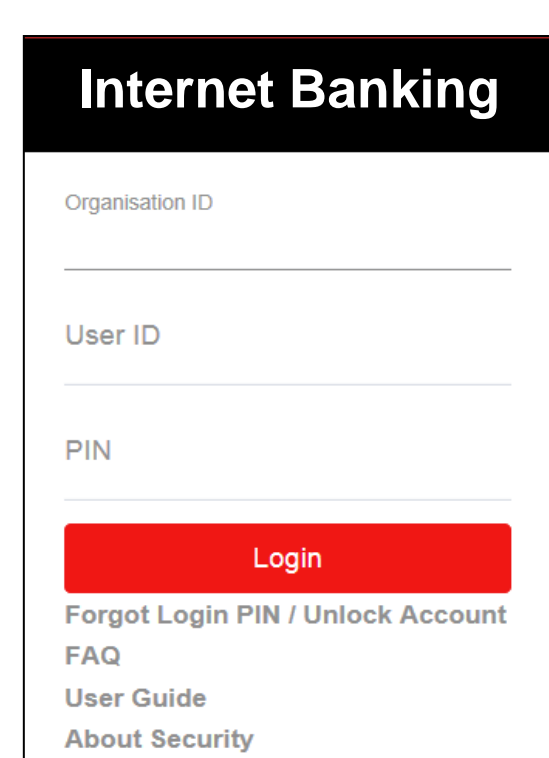 Internet Banking
Organisation ID
User ID
PIN
Login
Forgot Login PIN / Unlock Account
FAQ
User Guide
About Security